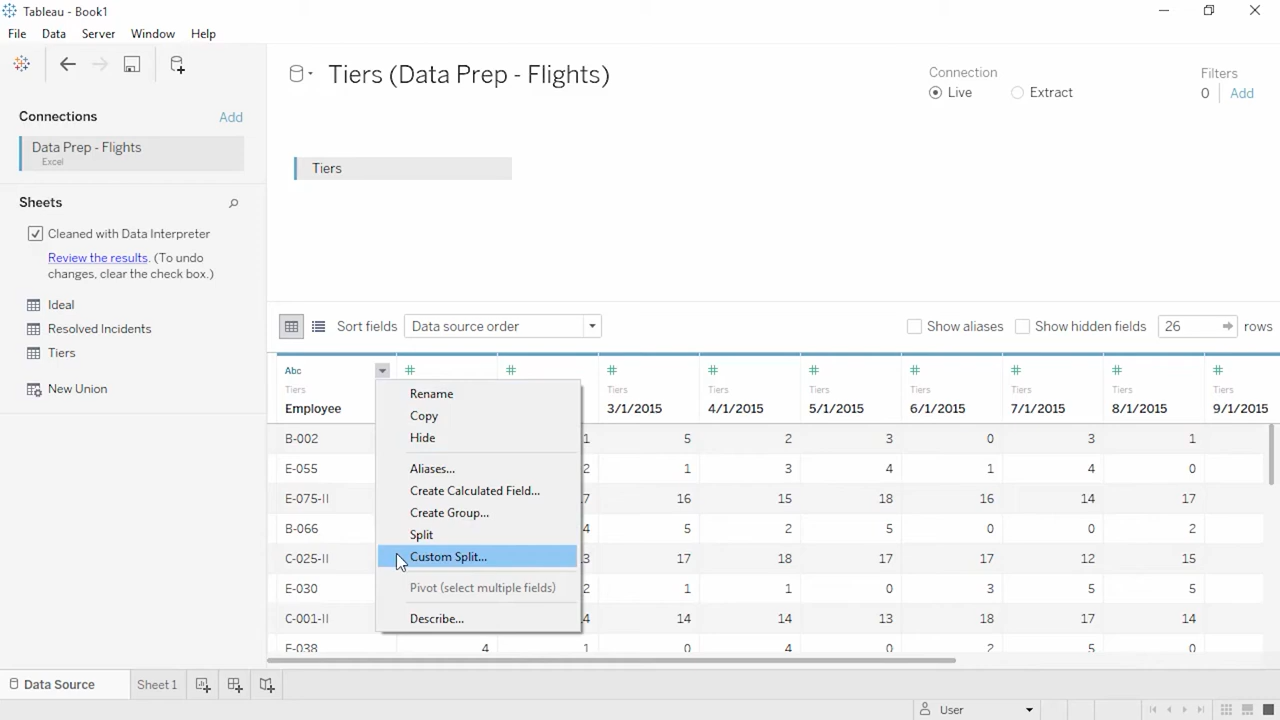 Tableau - Book1
File Data Server Window Help
Connections Add
Data Prep - Flights
Excel
Sheets
Cleaned with Data Interpreter
Review the results. (To undo
changes, clear the check box.)
Ideal
Resolved Incidents
Tiers
New Union
Tiers (Data Prep - Flights)
Connection
Live Extract
Filters
0 Add
Tiers
Sort fields Data source order Show aliases Show hidden fields 26 rows
Abc # # # # # # # # #
Tiers Tiers Tiers Tiers Tiers Tiers Tiers Tiers
Employee 3/1/2015 4/1/2015 5/1/2015 6/1/2015 7/1/2015 8/1/2015 9/1/2015
B-002 1 5 2 3 0 3 1
E-055 2 1 3 4 1 4 0
E-075-II 7 16 15 18 16 14 17
B-066 4 5 2 5 0 0 2
C-025-II 3 17 18 17 17 12 15
E-030 2 1 1 0 3 5 5
C-001-II 4 14 14 13 18 17 14
E-038 4 1 0 4 0 2 5 0
Rename
Copy
Hide
Aliases...
Create Calculated Field...
Create Group...
Split
Custom Split...
Pivot (select multiple fields)
Describe...
Data Source Sheet 1
User